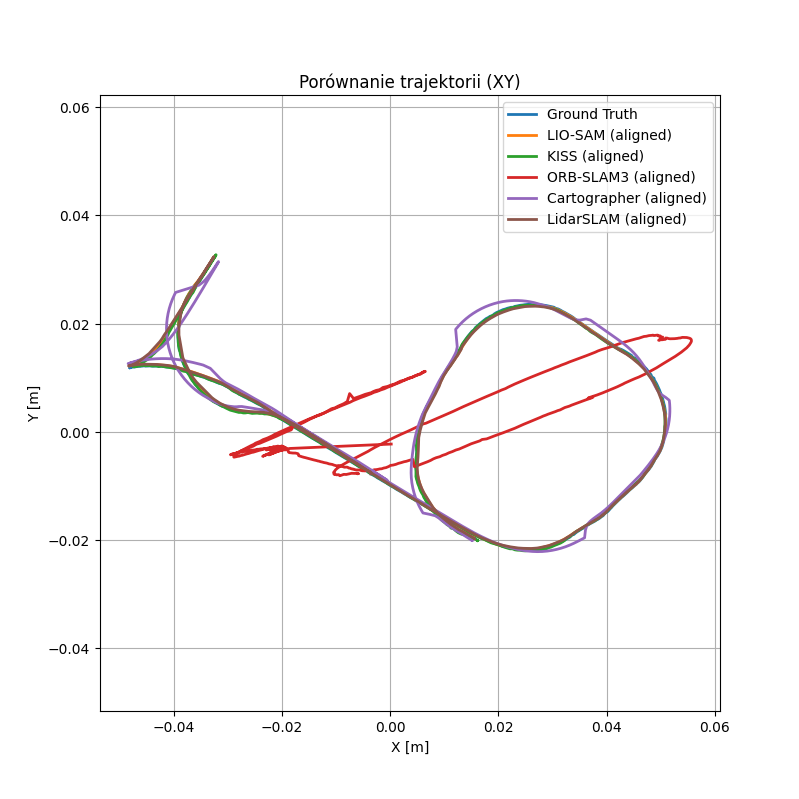 Porównanie trajektorii (XY)
Ground Truth
LIO-SAM (aligned)
KISS (aligned)
ORB-SLAM3 (aligned)
Cartographer (aligned)
LidarSLAM (aligned)
0.06
0.04
0.02
0.00
−0.02
−0.04
Y [m]
−0.04
−0.02
0.00
0.02
0.04
0.06
X [m]